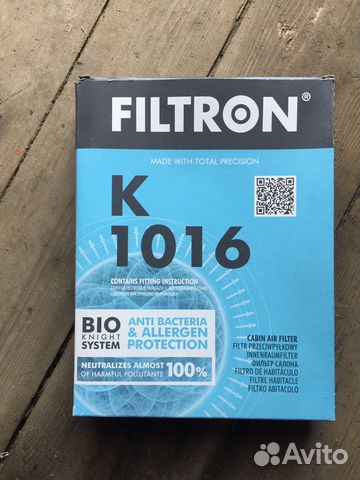 FILTRON®
MADE WITH TOTAL PRECISION
K
1016
CONTAINS FITTING INSTRUCTION
BIO
KNIGHT
SYSTEM
ANTI BACTERIA
& ALLERGEN
PROTECTION
NEUTRALIZES ALMOST
OF HARMFUL POLLUTANTS
100%
CABIN AIR FILTER
FILTR PRZECIWPYŁKOWY
INNENRAUMFILTER
ФИЛЬТР САЛОНА
FILTRO DE HABITACULO
FILTRE HABITACLE
FILTRO ABITACOLO
Avito